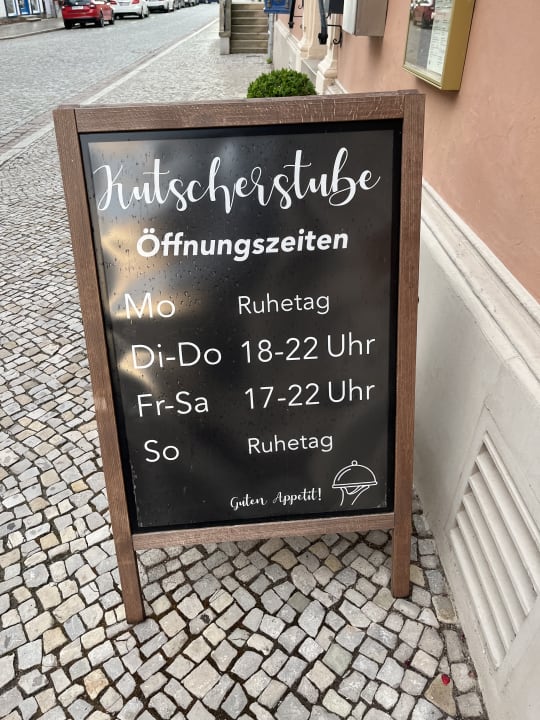 Kutscherstube
Öffnungszeiten
Mo Ruhetag
Di-Do 18-22 Uhr
Fr-Sa 17-22 Uhr
So Ruhetag
Guten Appetit!